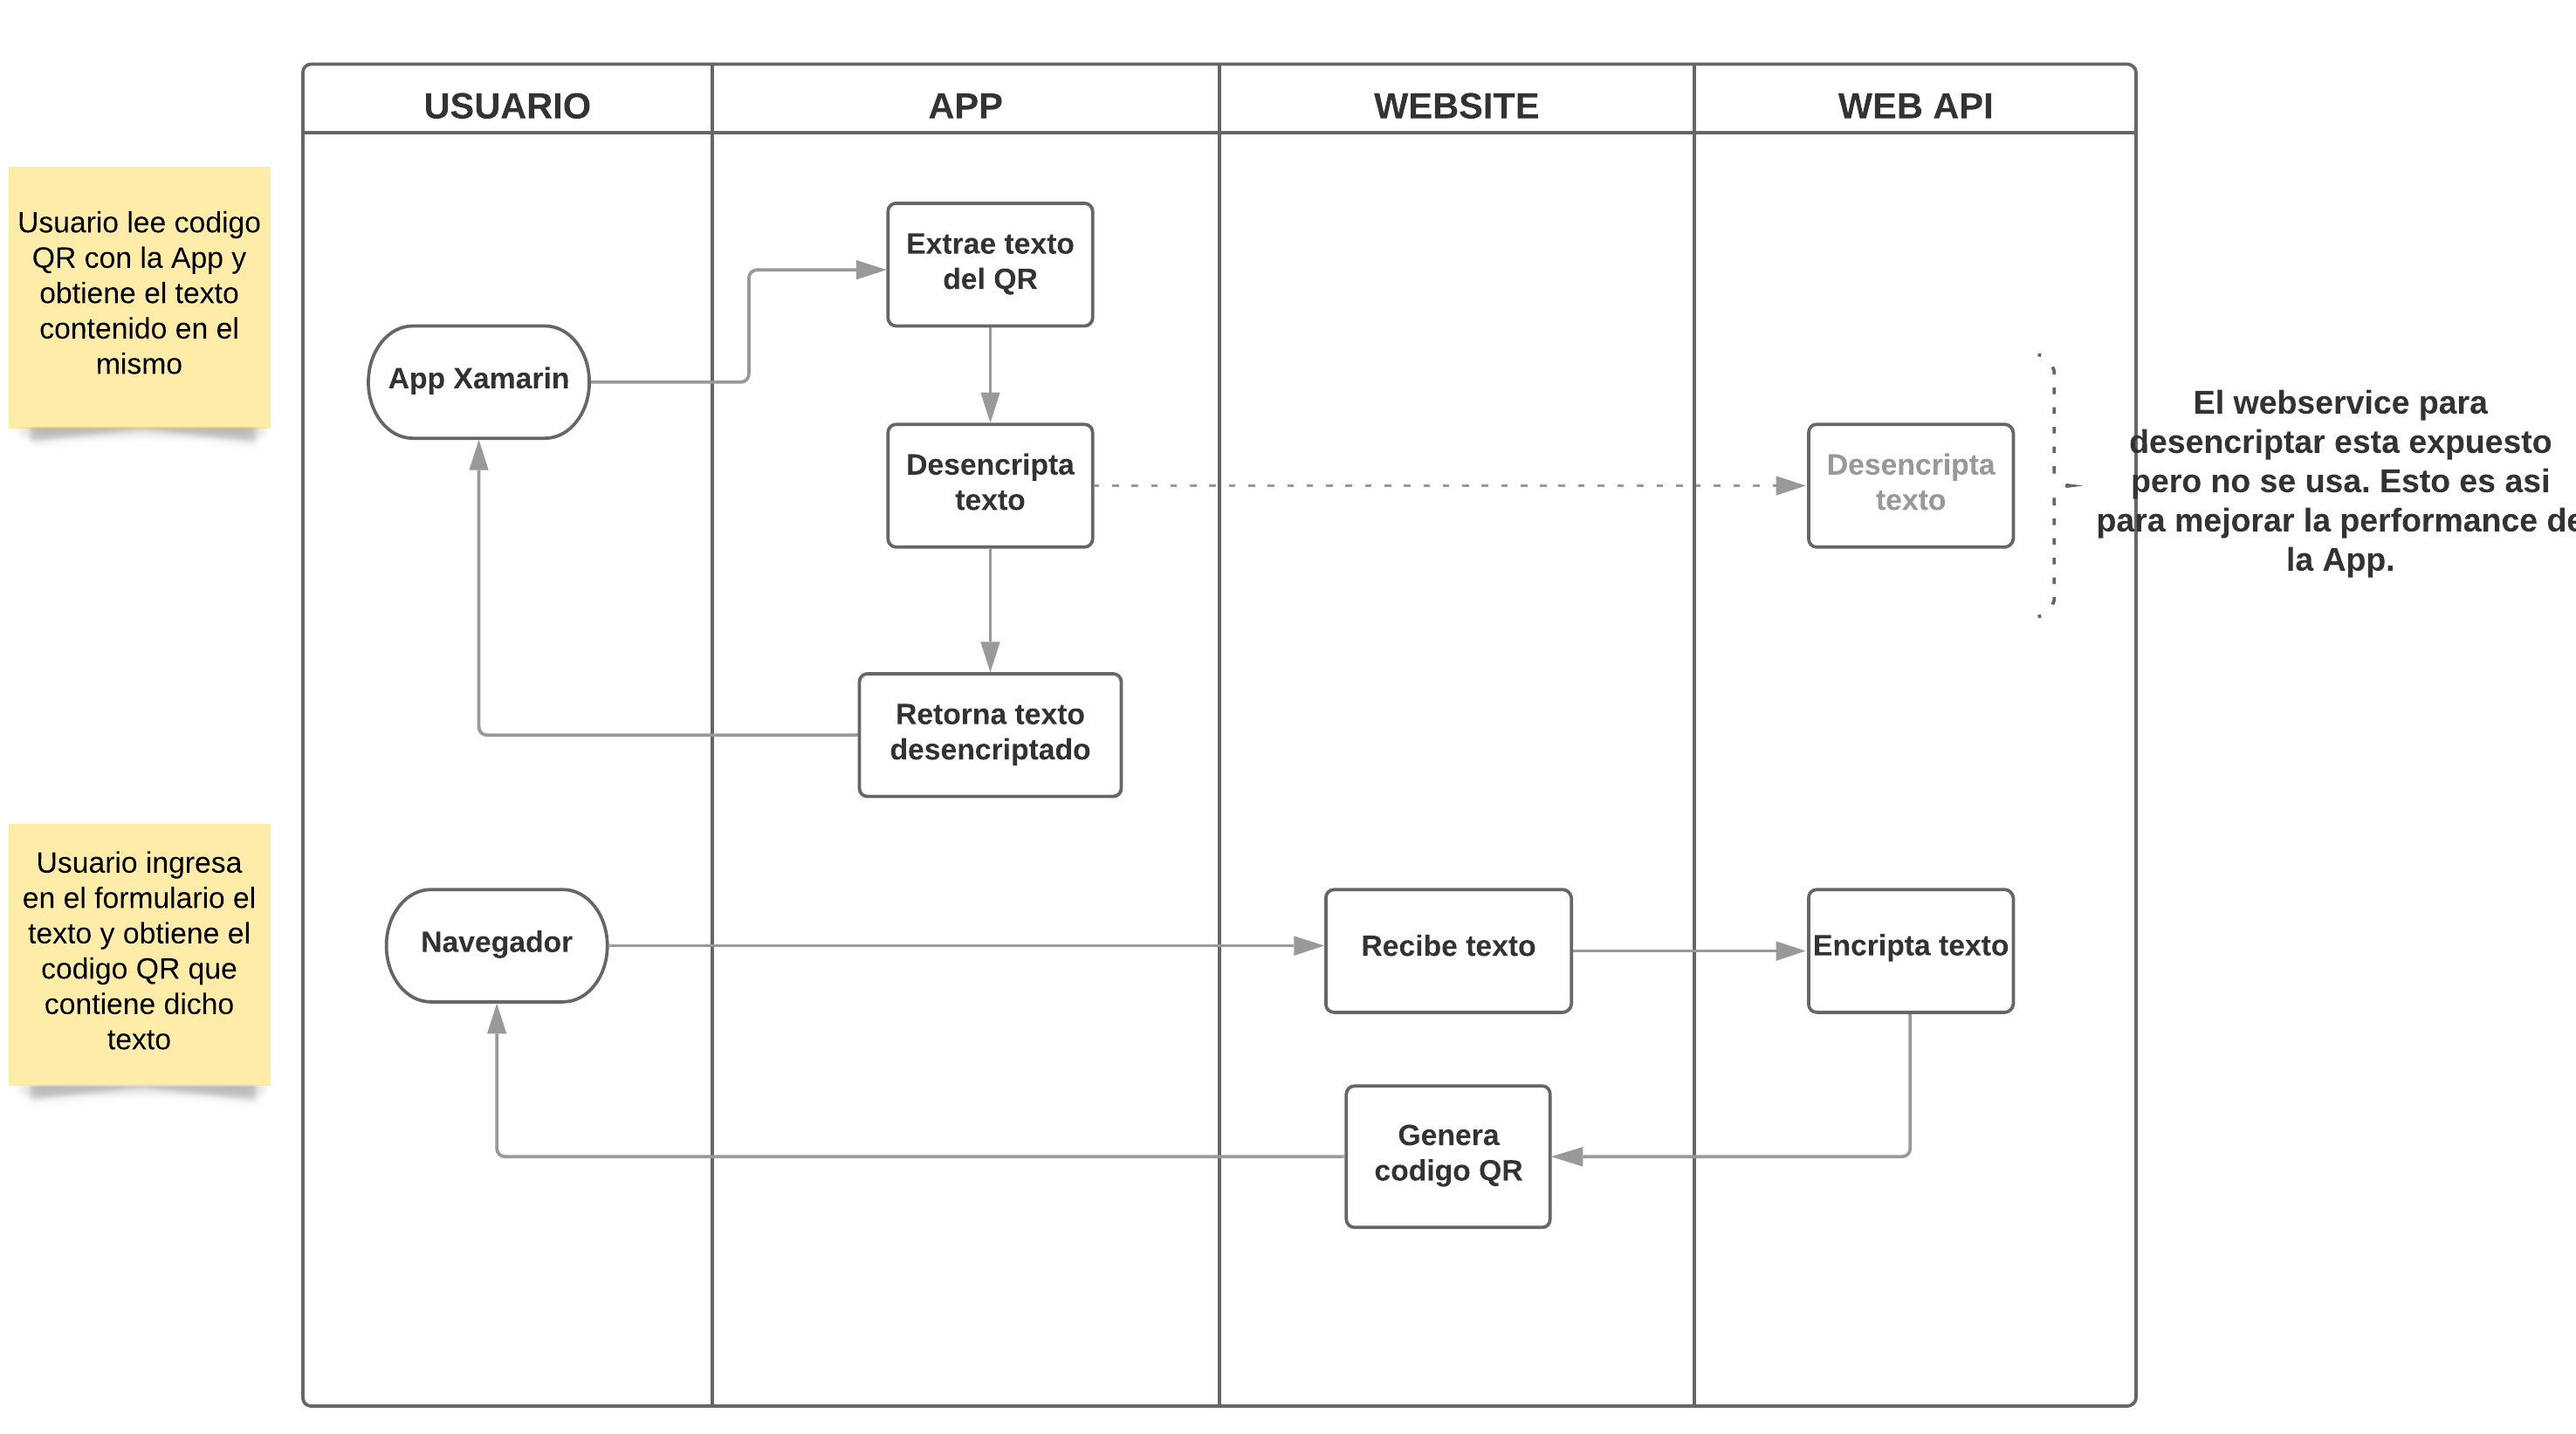 USUARIO
APP
WEBSITE
WEB API
Usuario lee codigo
QR con la App y
obtiene el texto
contenido en el
mismo
App Xamarin
Extrae texto
del QR
Desencripta
texto
Retorna texto
desencriptado
Desencripta
texto
El webservice para
desencriptar esta expuesto
pero no se usa. Esto es asi
para mejorar la performance de
la App.
Usuario ingresa
en el formulario el
texto y obtiene el
codigo QR que
contiene dicho
texto
Navegador
Recibe texto
Encripta texto
Genera
codigo QR